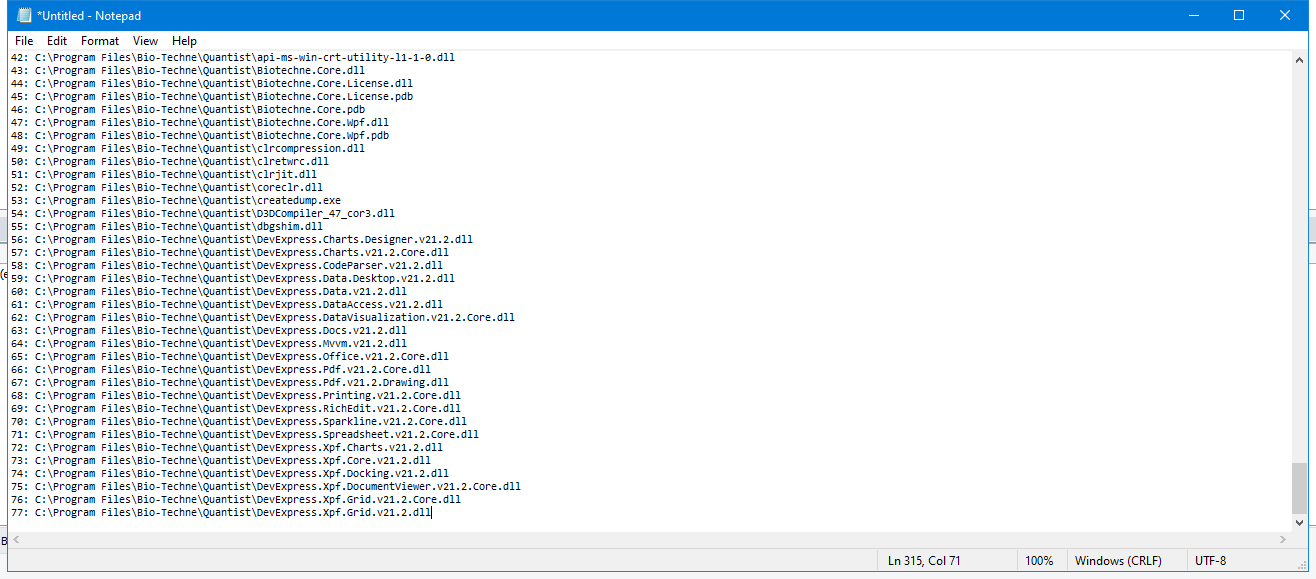 *Untitled - Notepad
File Edit Format View Help
42: C:\Program Files\Bio-Techne\Quantist\api-ms-win-crt-utility-l1-1-0.dll
43: C:\Program Files\Bio-Techne\Quantist\Biotechne.Core.dll
44: C:\Program Files\Bio-Techne\Quantist\Biotechne.Core.License.dll
45: C:\Program Files\Bio-Techne\Quantist\Biotechne.Core.License.pdb
46: C:\Program Files\Bio-Techne\Quantist\Biotechne.Core.pdb
47: C:\Program Files\Bio-Techne\Quantist\Biotechne.Core.Wpf.dll
48: C:\Program Files\Bio-Techne\Quantist\Biotechne.Core.Wpf.pdb
49: C:\Program Files\Bio-Techne\Quantist\clrcompression.dll
50: C:\Program Files\Bio-Techne\Quantist\clretwrc.dll
51: C:\Program Files\Bio-Techne\Quantist\clrjit.dll
52: C:\Program Files\Bio-Techne\Quantist\coreclr.dll
53: C:\Program Files\Bio-Techne\Quantist\createdump.exe
54: C:\Program Files\Bio-Techne\Quantist\D3DCompiler_47_cor3.dll
55: C:\Program Files\Bio-Techne\Quantist\dbgshim.dll
56: C:\Program Files\Bio-Techne\Quantist\DevExpress.Charts.Designer.v21.2.dll
57: C:\Program Files\Bio-Techne\Quantist\DevExpress.Charts.v21.2.Core.dll
58: C:\Program Files\Bio-Techne\Quantist\DevExpress.CodeParser.v21.2.dll
59: C:\Program Files\Bio-Techne\Quantist\DevExpress.Data.Desktop.v21.2.dll
60: C:\Program Files\Bio-Techne\Quantist\DevExpress.Data.v21.2.dll
61: C:\Program Files\Bio-Techne\Quantist\DevExpress.DataAccess.v21.2.dll
62: C:\Program Files\Bio-Techne\Quantist\DevExpress.DataVisualization.v21.2.Core.dll
63: C:\Program Files\Bio-Techne\Quantist\DevExpress.Docs.v21.2.dll
64: C:\Program Files\Bio-Techne\Quantist\DevExpress.Mvvm.v21.2.dll
65: C:\Program Files\Bio-Techne\Quantist\DevExpress.Office.v21.2.Core.dll
66: C:\Program Files\Bio-Techne\Quantist\DevExpress.Pdf.v21.2.Core.dll
67: C:\Program Files\Bio-Techne\Quantist\DevExpress.Pdf.v21.2.Drawing.dll
68: C:\Program Files\Bio-Techne\Quantist\DevExpress.Printing.v21.2.Core.dll
69: C:\Program Files\Bio-Techne\Quantist\DevExpress.RichEdit.v21.2.Core.dll
70: C:\Program Files\Bio-Techne\Quantist\DevExpress.Sparkline.v21.2.Core.dll
71: C:\Program Files\Bio-Techne\Quantist\DevExpress.Spreadsheet.v21.2.Core.dll
72: C:\Program Files\Bio-Techne\Quantist\DevExpress.Xpf.Charts.v21.2.dll
73: C:\Program Files\Bio-Techne\Quantist\DevExpress.Xpf.Core.v21.2.dll
74: C:\Program Files\Bio-Techne\Quantist\DevExpress.Xpf.Docking.v21.2.dll
75: C:\Program Files\Bio-Techne\Quantist\DevExpress.Xpf.DocumentViewer.v21.2.Core.dll
76: C:\Program Files\Bio-Techne\Quantist\DevExpress.Xpf.Grid.v21.2.Core.dll
77: C:\Program Files\Bio-Techne\Quantist\DevExpress.Xpf.Grid.v21.2.dll
Ln 315, Col 71 100% Windows (CRLF) UTF-8